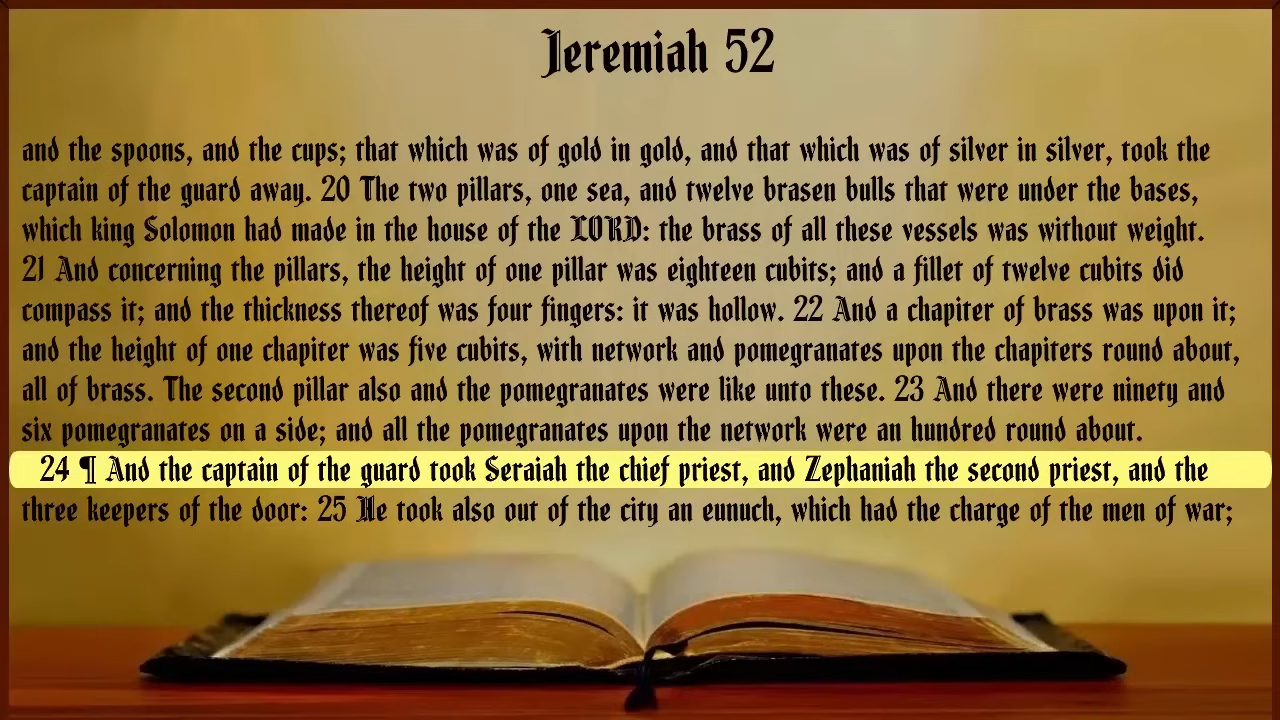 Jeremiah 52
and the spoons, and the cups; that which was of gold in gold, and that which was of silver in silver, took the
captain of the guard away. 20 The two pillars, one sea, and twelve brasen bulls that were under the bases,
which king Solomon had made in the house of the LORD: the brass of all these vessels was without weight.
21 And concerning the pillars, the height of one pillar was eighteen cubits; and a fillet of twelve cubits did
compass it; and the thickness thereof was four fingers: it was hollow. 22 And a chapiter of brass was upon it;
and the height of one chapiter was five cubits, with network and pomegranates upon the chapiters round about,
all of brass. The second pillar also and the pomegranates were like unto these. 23 And there were ninety and
six pomegranates on a side; and all the pomegranates upon the network were an hundred round about.
24 ¶ And the captain of the guard took Seraiah the chief priest, and Zephaniah the second priest, and the
three keepers of the door: 25 He took also out of the city an eunuch, which had the charge of the men of war;